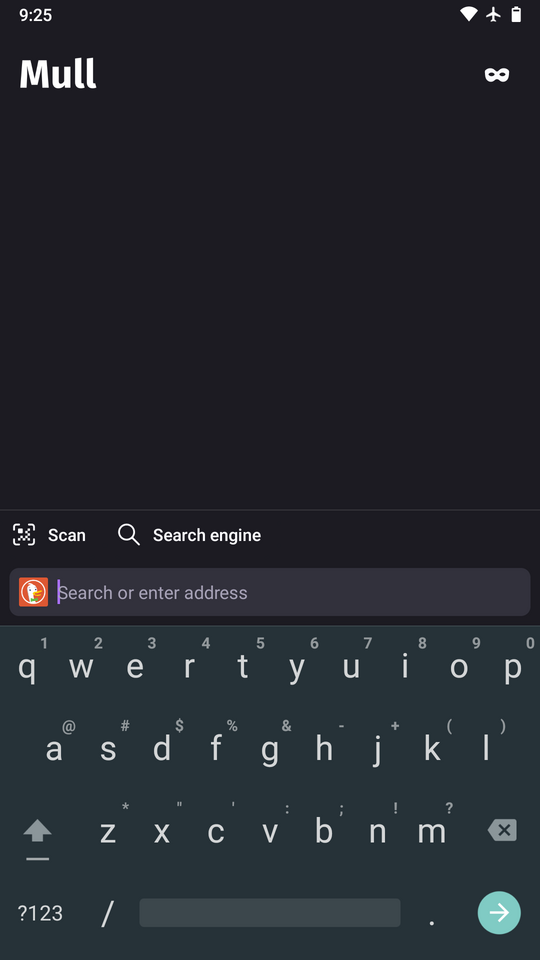 9:25
Mull
Scan Search engine
Search or enter address
1 2 3 4 5 6 7 8 9 0
q w e r t y u i o p
@ # $ % & - + ( )
a s d f g h j k l
* " ' : ; ! ?
z x c v b n m
?123 / .